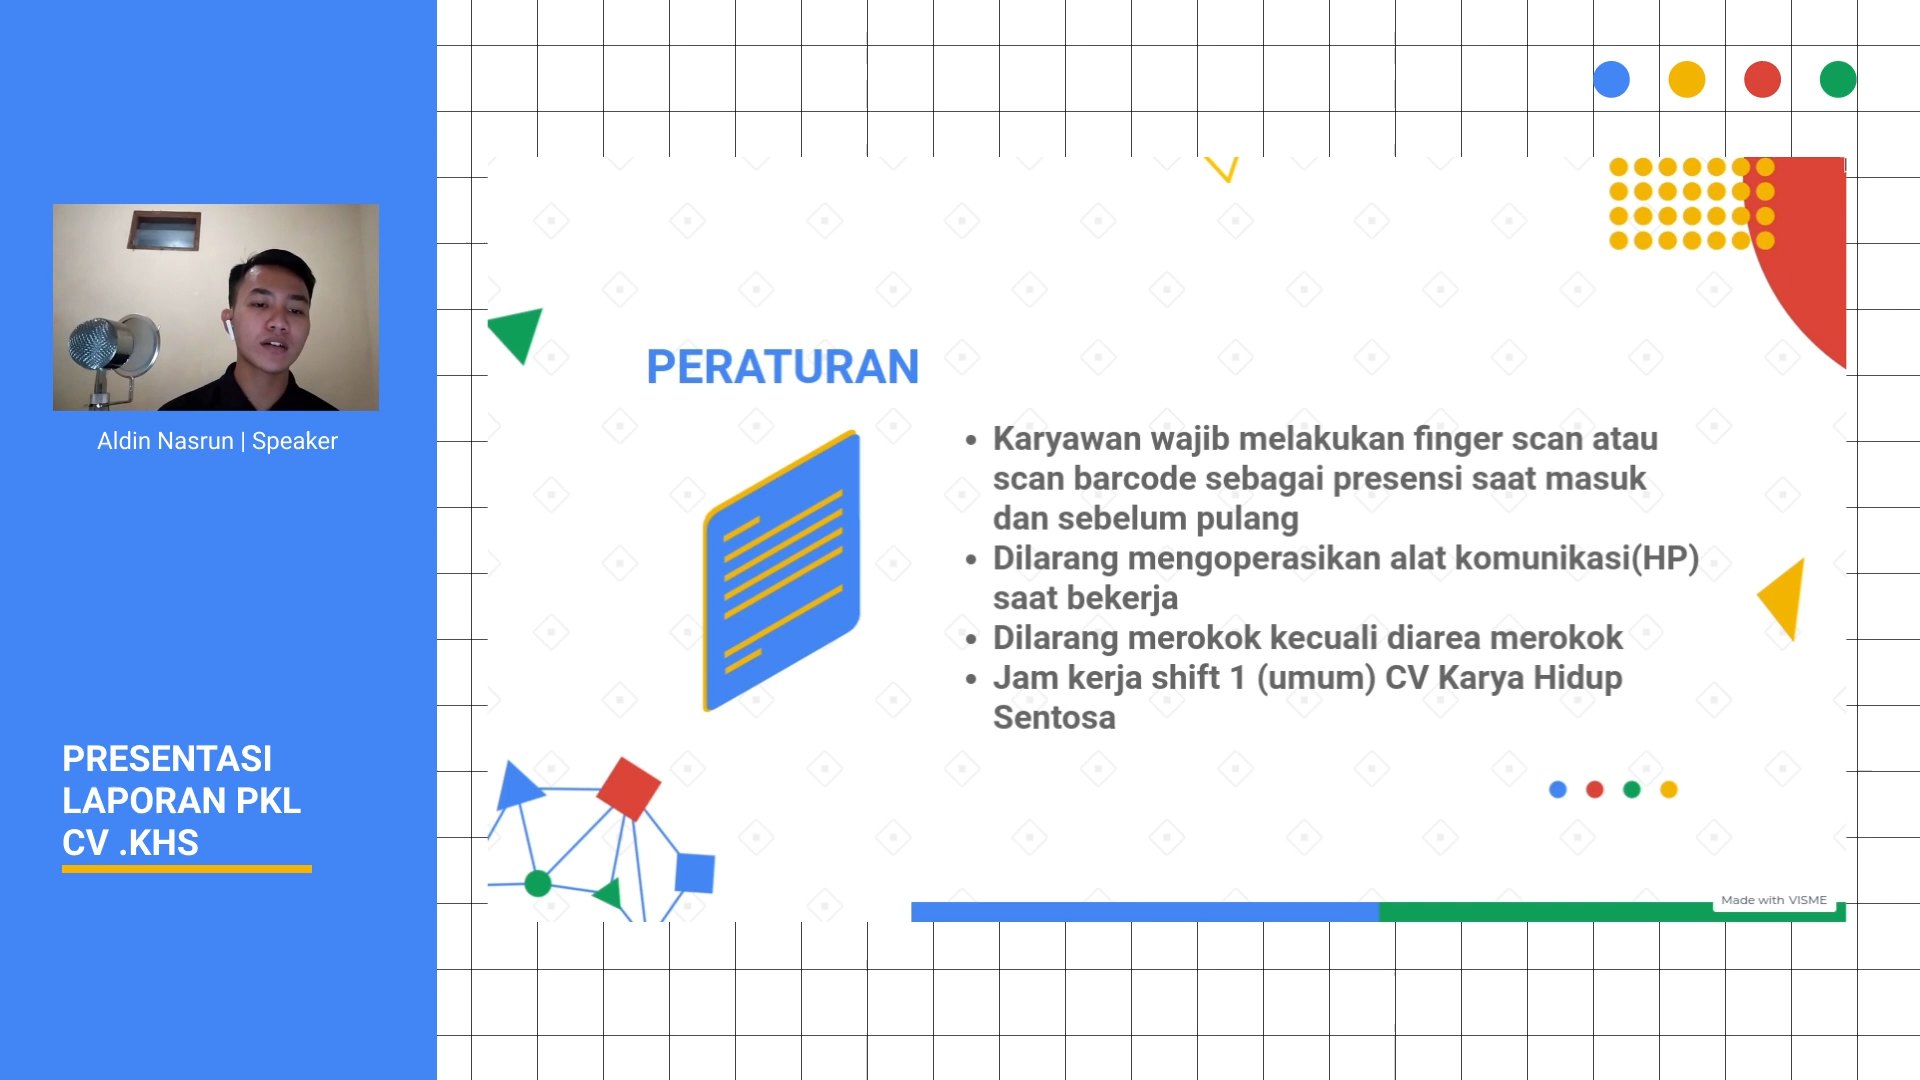 Aldin Nasrun | Speaker
PRESENTASI
LAPORAN PKL
CV .KHS
PERATURAN
• Karyawan wajib melakukan finger scan atau
scan barcode sebagai presensi saat masuk
dan sebelum pulang
• Dilarang mengoperasikan alat komunikasi(HP)
saat bekerja
• Dilarang merokok kecuali diarea merokok
• Jam kerja shift 1 (umum) CV Karya Hidup
Sentosa
Made with VISME